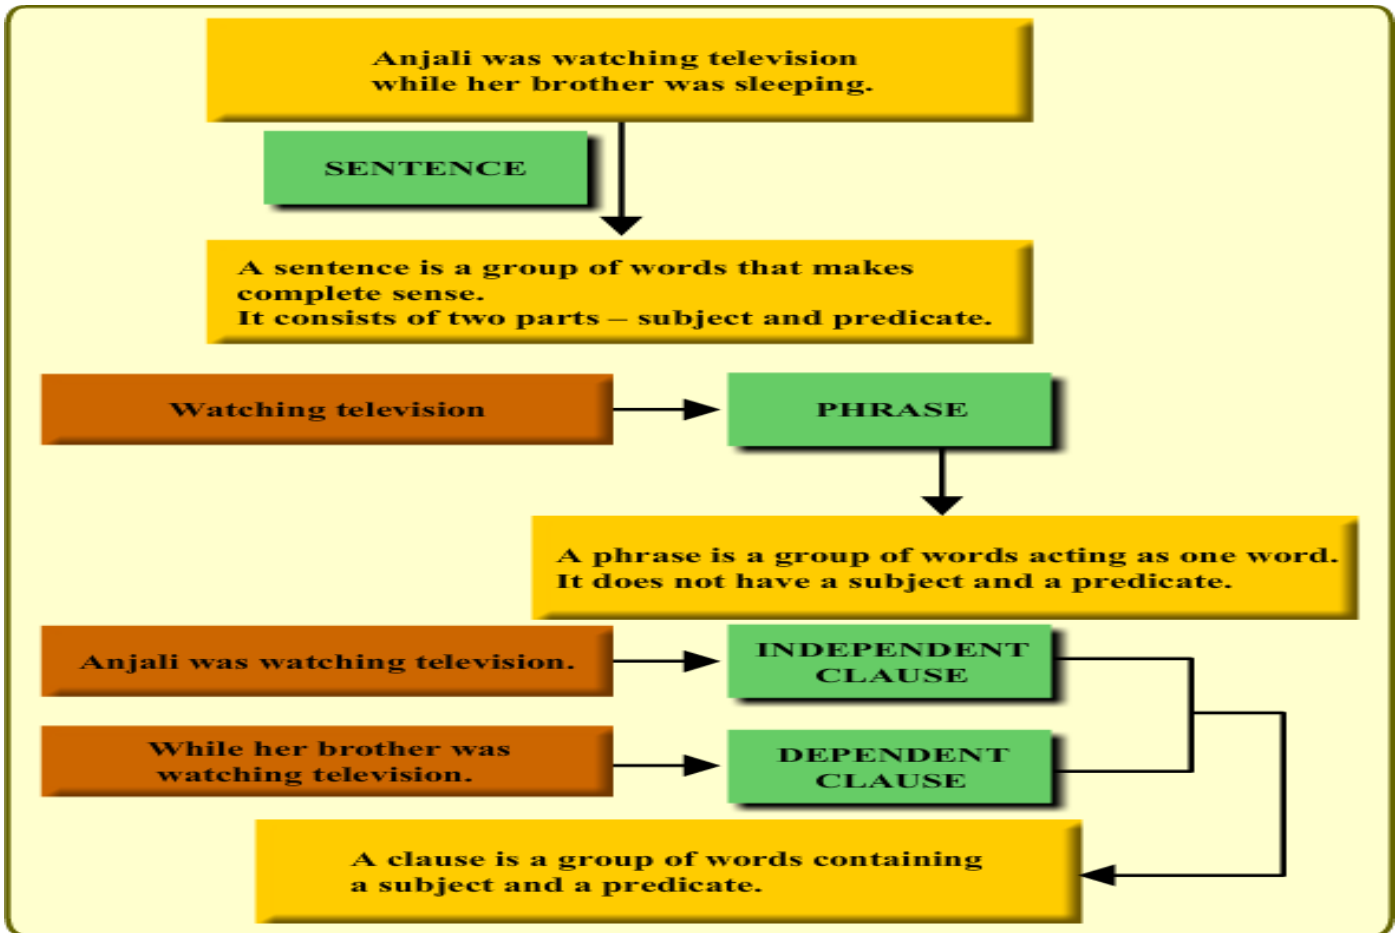 Anjali was watching television
while her brother was sleeping.
SENTENCE
A sentence is a group of words that makes
complete sense.
It consists of two parts – subject and predicate.
Watching television
PHRASE
A phrase is a group of words acting as one word.
It does not have a subject and a predicate.
Anjali was watching television.
INDEPENDENT
CLAUSE
While her brother was
watching television.
DEPENDENT
CLAUSE
A clause is a group of words containing
a subject and a predicate.